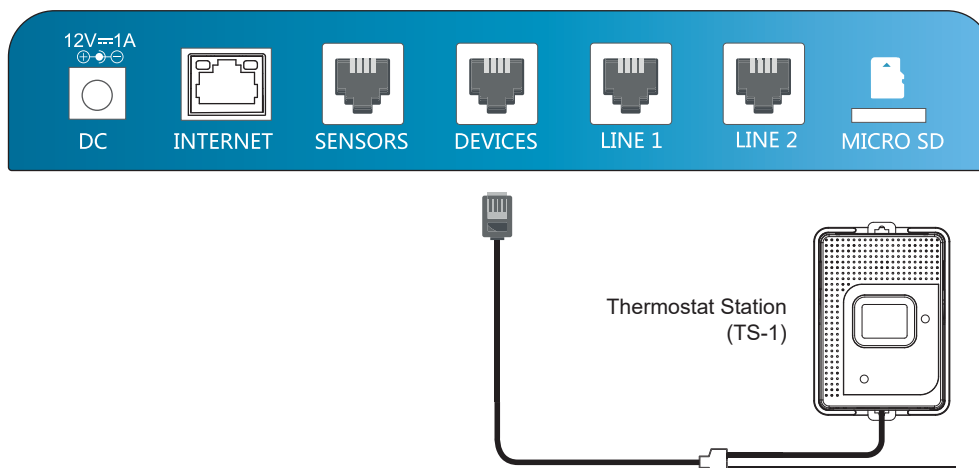 12V⎓1A
DC
INTERNET
SENSORS
DEVICES
LINE 1
LINE 2
MICRO SD
Thermostat Station
(TS-1)